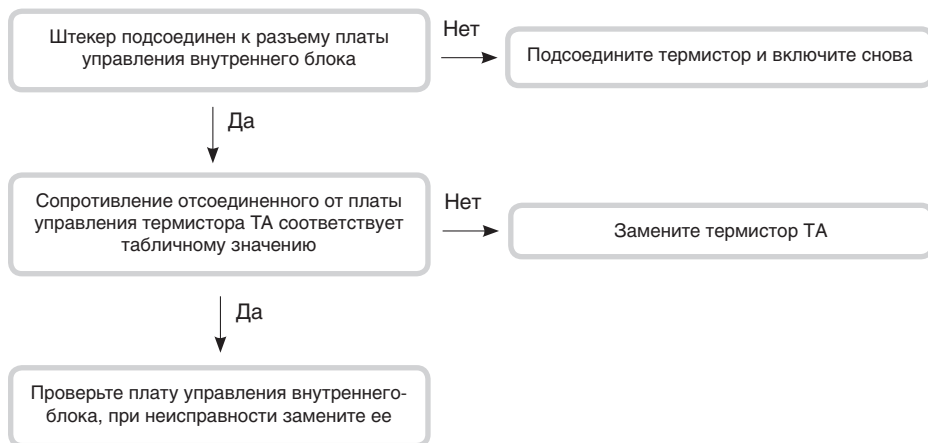 Штекер подсоединен к разъему платы
управления внутреннего блока
Нет
Подсоедините термистор и включите снова
Да
Сопротивление отсоединенного от платы
управления термистора ТА соответствует
табличному значению
Нет
Замените термистор ТА
Да
Проверьте плату управления внутреннего-
блока, при неисправности замените ее